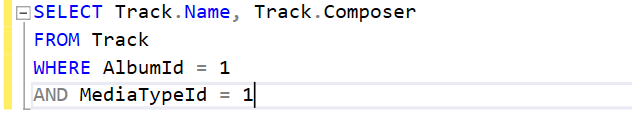 SELECT Track.Name, Track.Composer
FROM Track
WHERE AlbumId = 1
AND MediaTypeId = 1